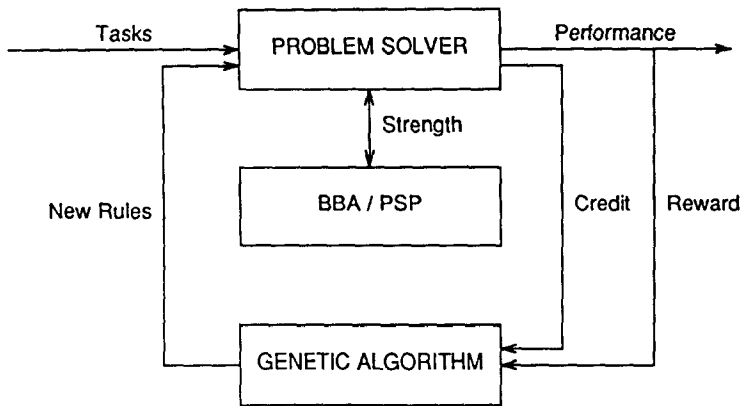 Tasks
PROBLEM SOLVER
Performance
Strength
BBA / PSP
New Rules
Credit
Reward
GENETIC ALGORITHM